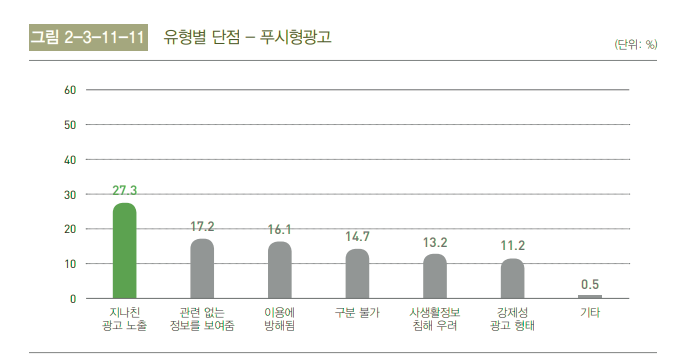 그림 2-3-11-11 유형별 단점 – 푸시형광고
(단위: %)
60
50
40
30
20
10
0
27.3
17.2
16.1
14.7
13.2
11.2
0.5
지나친
광고 노출
관련 없는
정보를 보여줌
이용에
방해됨
구분 불가
사생활정보
침해 우려
강제성
광고 형태
기타